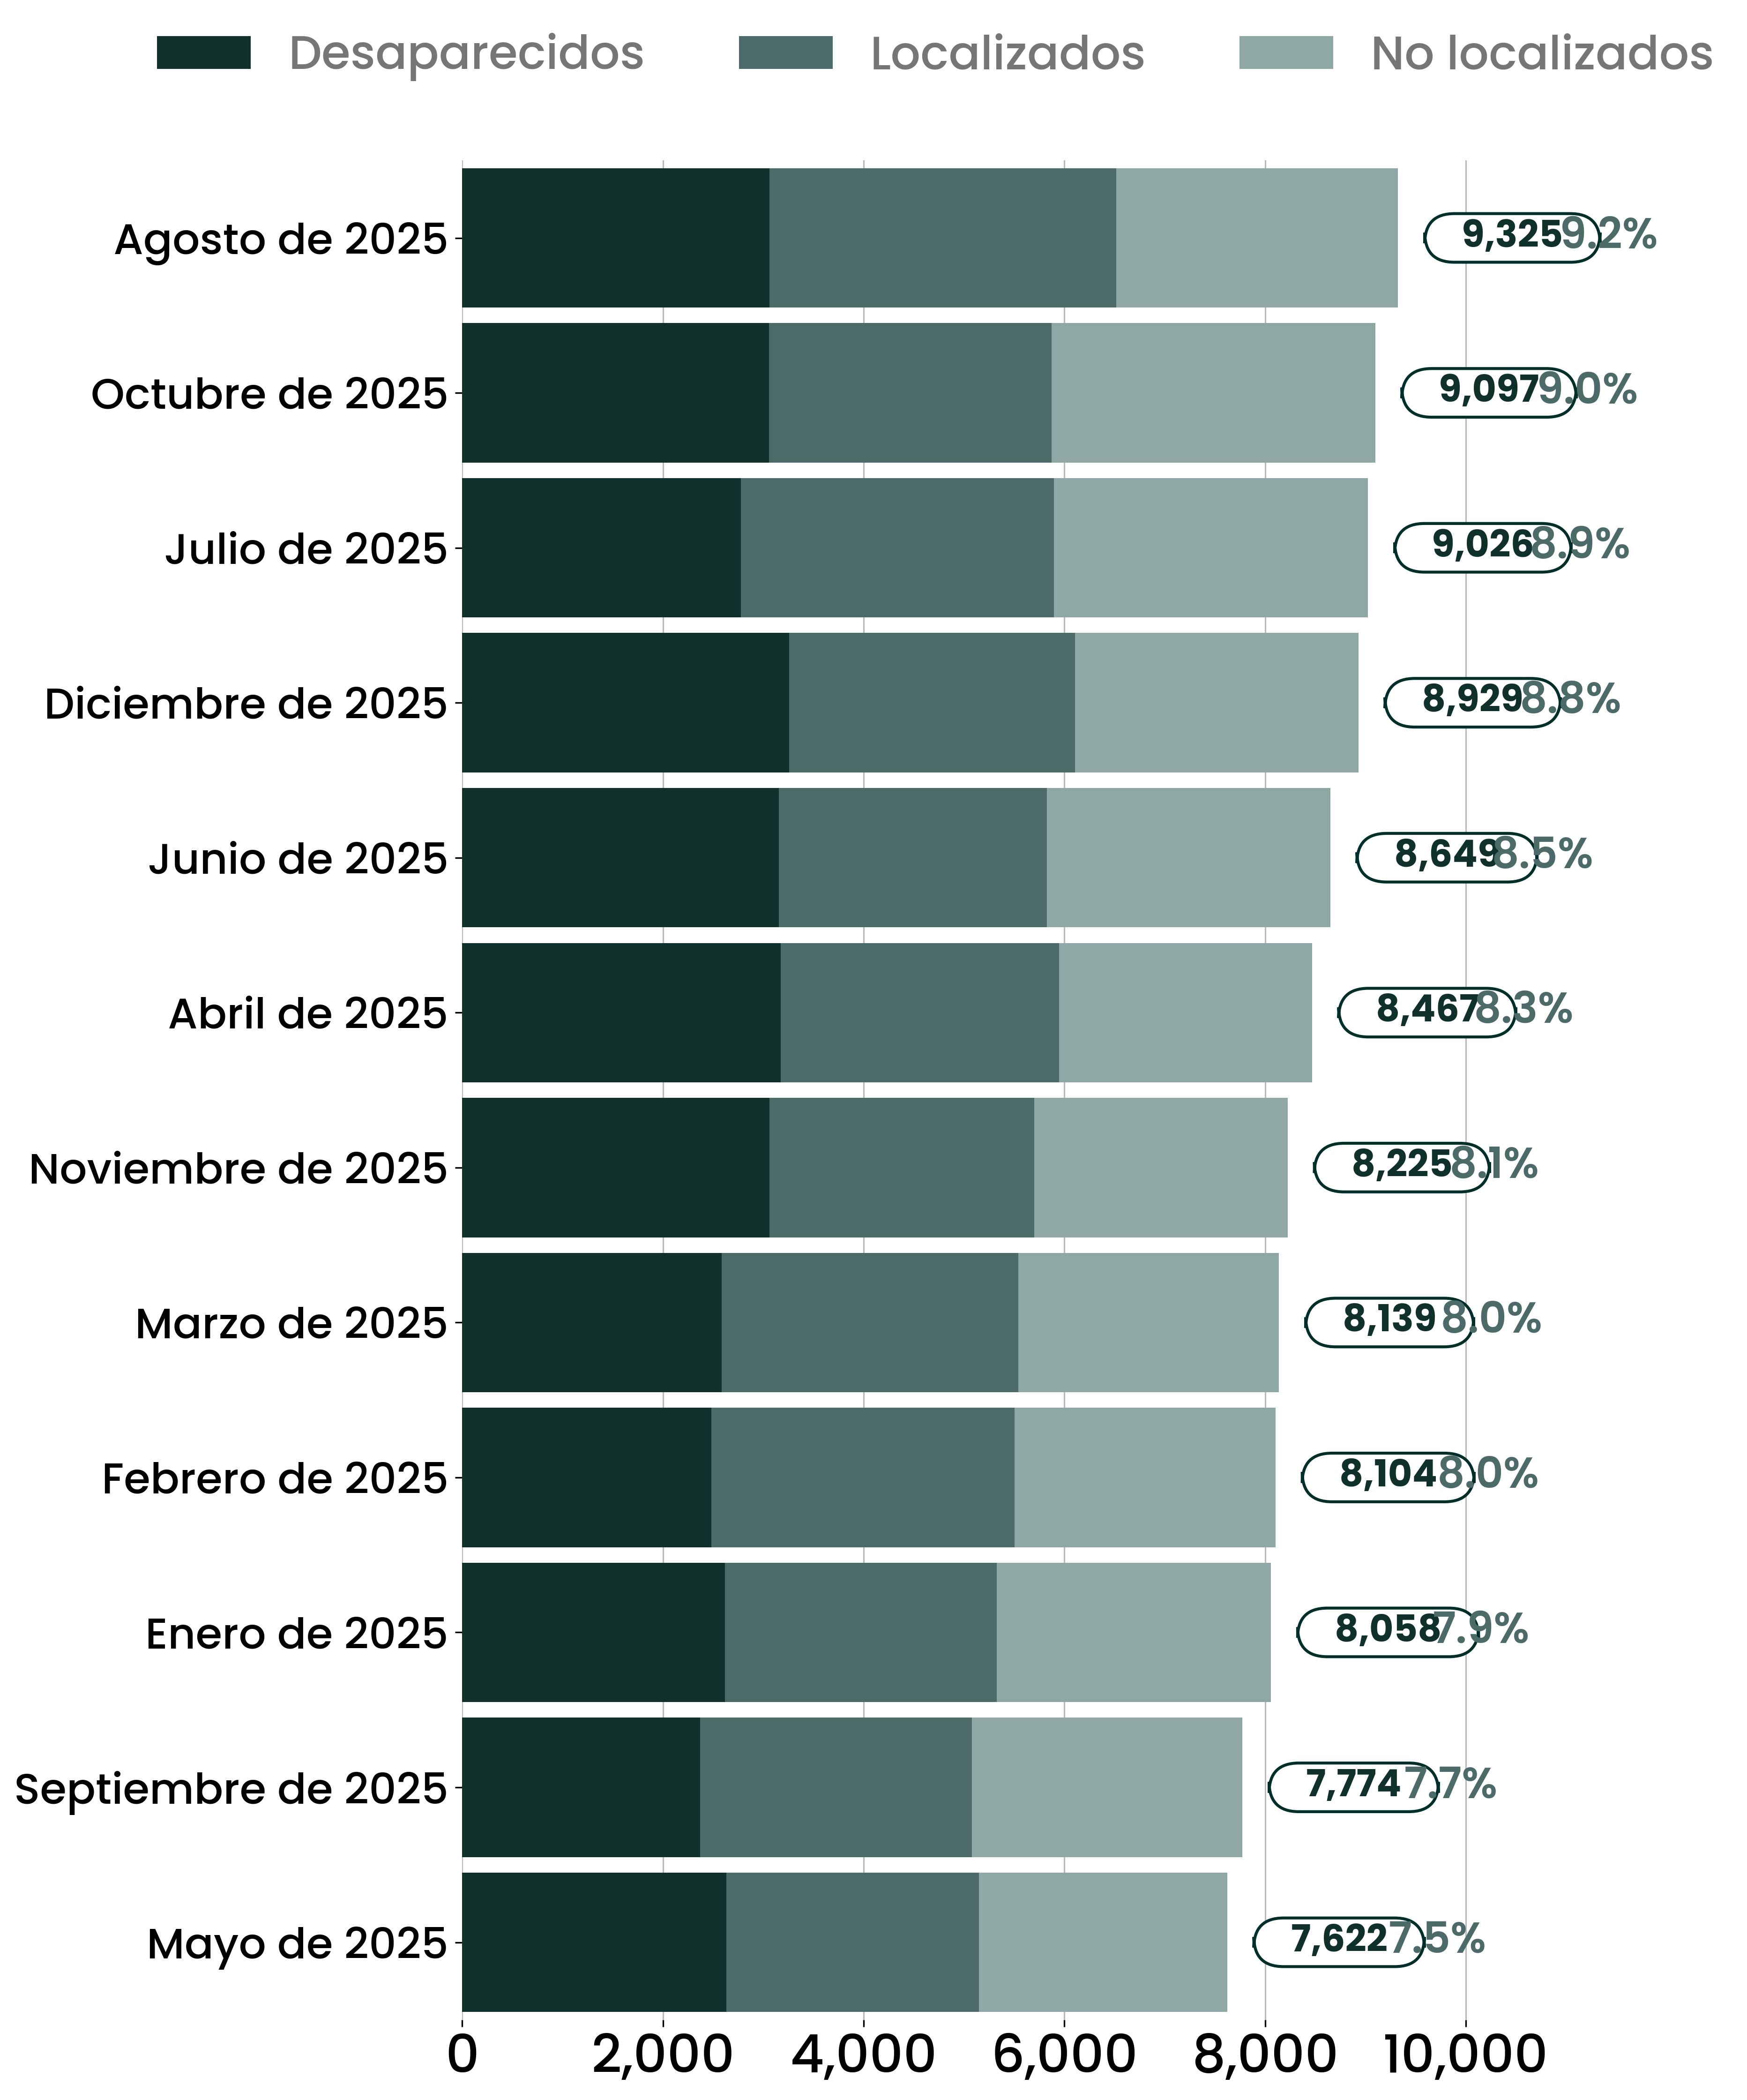 Desaparecidos Localizados No localizados
Agosto de 2025 9,325 9.2%
Octubre de 2025 9,097 9.0%
Julio de 2025 9,026 8.9%
Diciembre de 2025 8,929 8.8%
Junio de 2025 8,649 8.5%
Abril de 2025 8,467 8.3%
Noviembre de 2025 8,225 8.1%
Marzo de 2025 8,139 8.0%
Febrero de 2025 8,104 8.0%
Enero de 2025 8,058 7.9%
Septiembre de 2025 7,774 7.7%
Mayo de 2025 7,622 7.5%
0 2,000 4,000 6,000 8,000 10,000